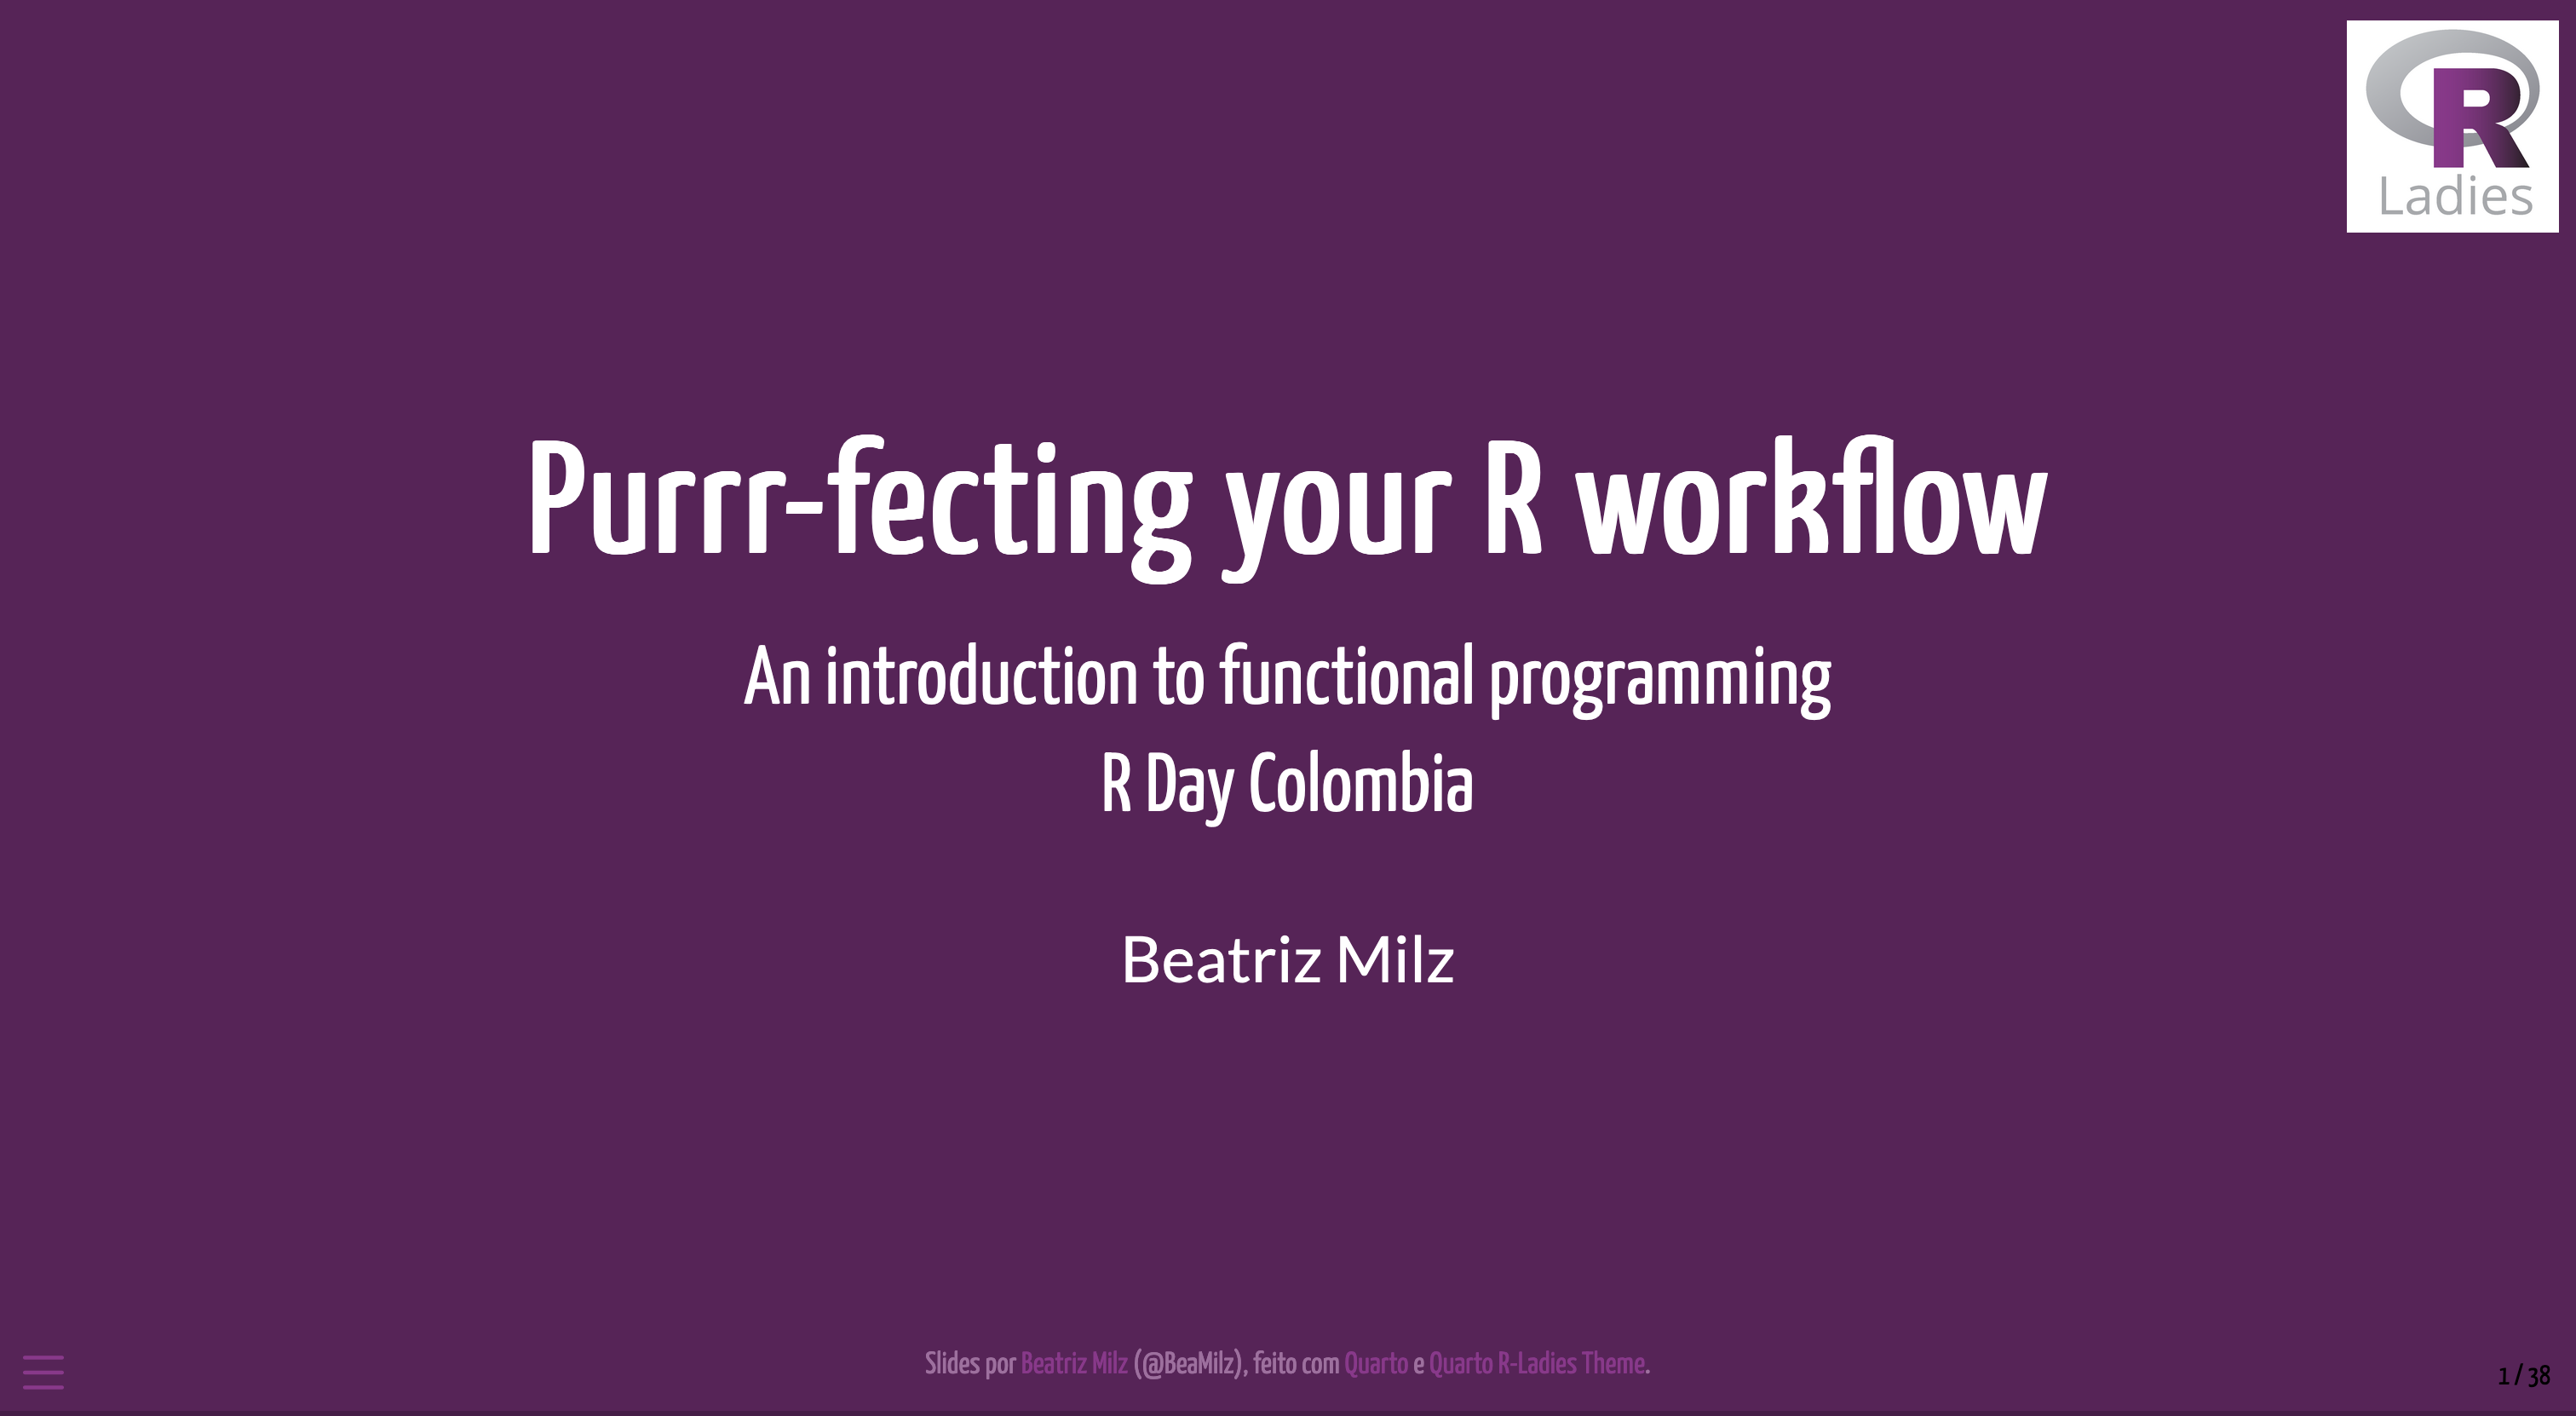 R
Ladies
Purrr-fecting your R workflow
An introduction to functional programming
R Day Colombia
Beatriz Milz
Slides por Beatriz Milz (@BeaMilz), feito com Quarto e Quarto R-Ladies Theme.
1 / 38